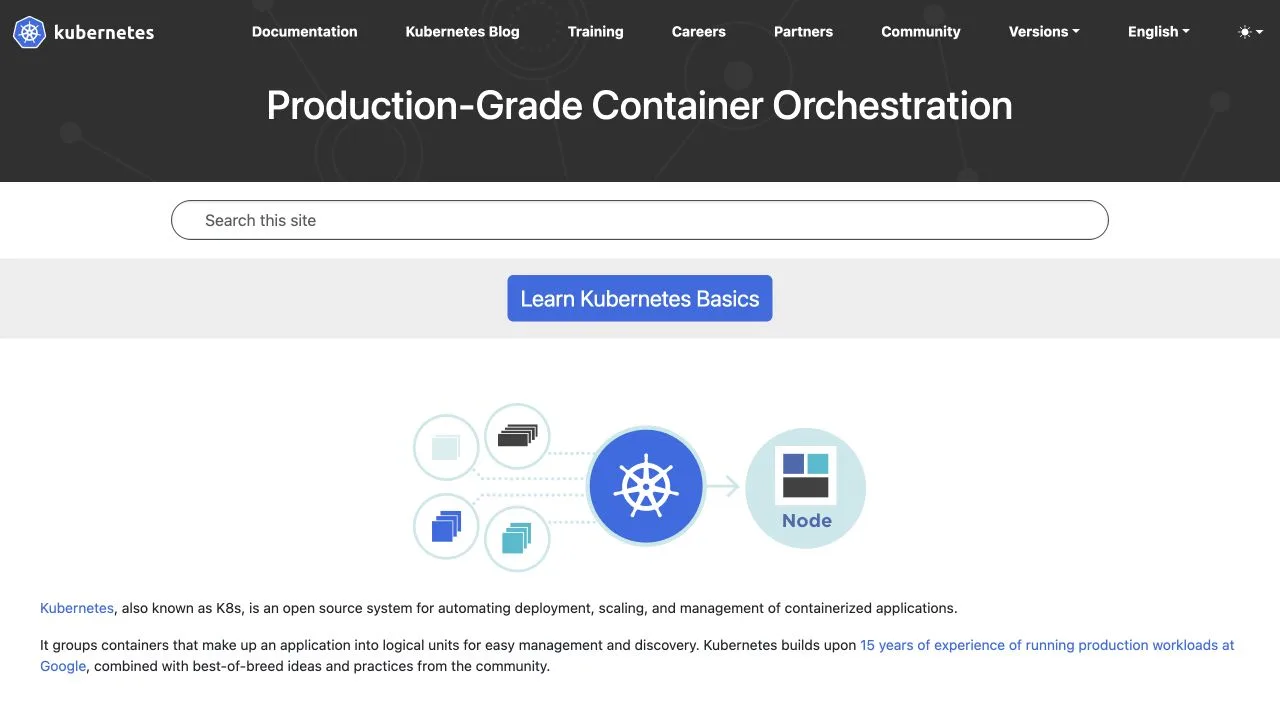 kubernetes
Documentation
Kubernetes Blog
Training
Careers
Partners
Community
Versions
English
Production-Grade Container Orchestration
Search this site
Learn Kubernetes Basics
Node
Kubernetes, also known as K8s, is an open source system for automating deployment, scaling, and management of containerized applications.
It groups containers that make up an application into logical units for easy management and discovery. Kubernetes builds upon 15 years of experience of running production workloads at
Google, combined with best-of-breed ideas and practices from the community.